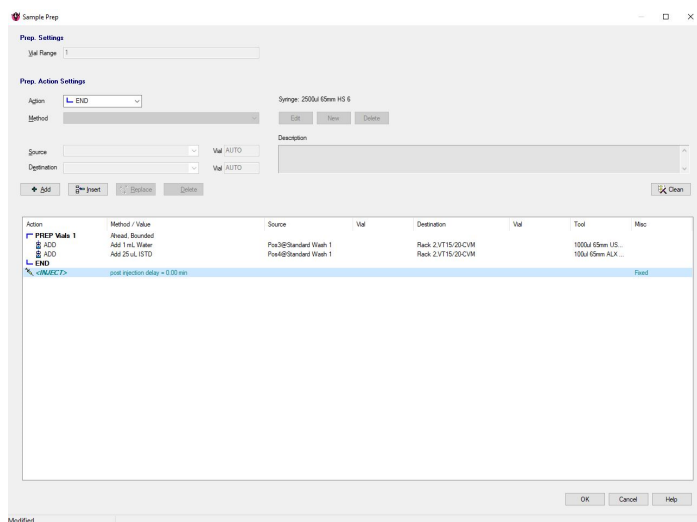 Sample Prep
Prep. Settings
Vial Range 1
Prep. Action Settings
Action END
Syringe: 2500ul 65mm HS 6
Method
Edit New Delete
Description
Source Vial AUTO
Destination Vial AUTO
Add Insert Replace Delete Clean
Action Method / Value Source Vial Destination Vial Tool Misc
PREP Vials 1 Ahead, Bounded
ADD Add 1 mL Water Pos3@Standard Wash 1 Rack 2,VT15/20-CVM 1000ul 65mm US...
ADD Add 25 uL ISTD Pos4@Standard Wash 1 Rack 2,VT15/20-CVM 100ul 65mm ALX ...
END
<INJECT> post injection delay = 0.00 min Fixed
OK Cancel Help
Modified